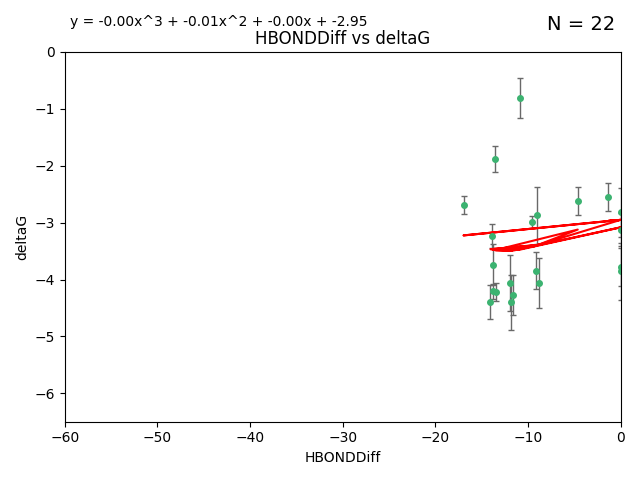 y = -0.00x^3 + -0.01x^2 + -0.00x + -2.95
N = 22
HBONDDiff vs deltaG
deltaG
0
−1
−2
−3
−4
−5
−6
−60
−50
−40
−30
−20
−10
0
HBONDDiff